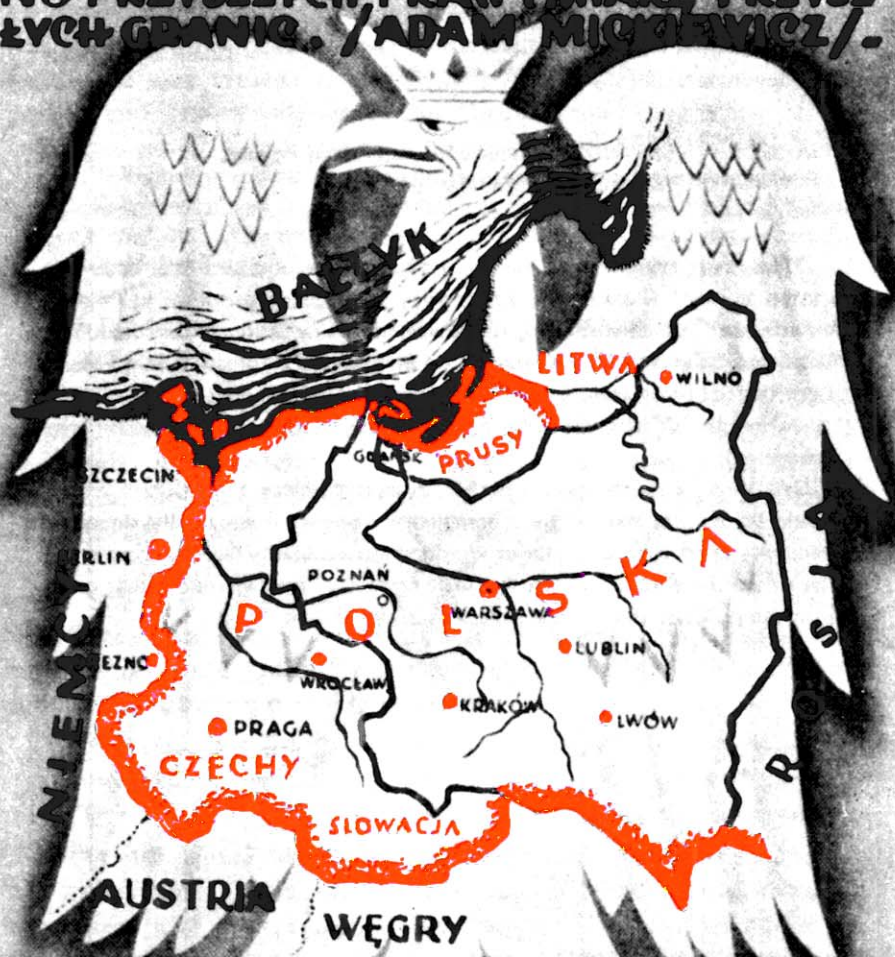 ŁYCH GRANIC. /ADAM MICKIEWICZ/.
BAŁTYK
LITWA
WILNO
GDAŃSK
PRUSY
SZCZECIN
POZNAŃ
POLSKA
WARSZAWA
LUBLIN
WROCŁAW
KRAKÓW
LWÓW
PRAGA
CZECHY
SŁOWACJA
NIEMCY
ROSJA
AUSTRIA
WĘGRY